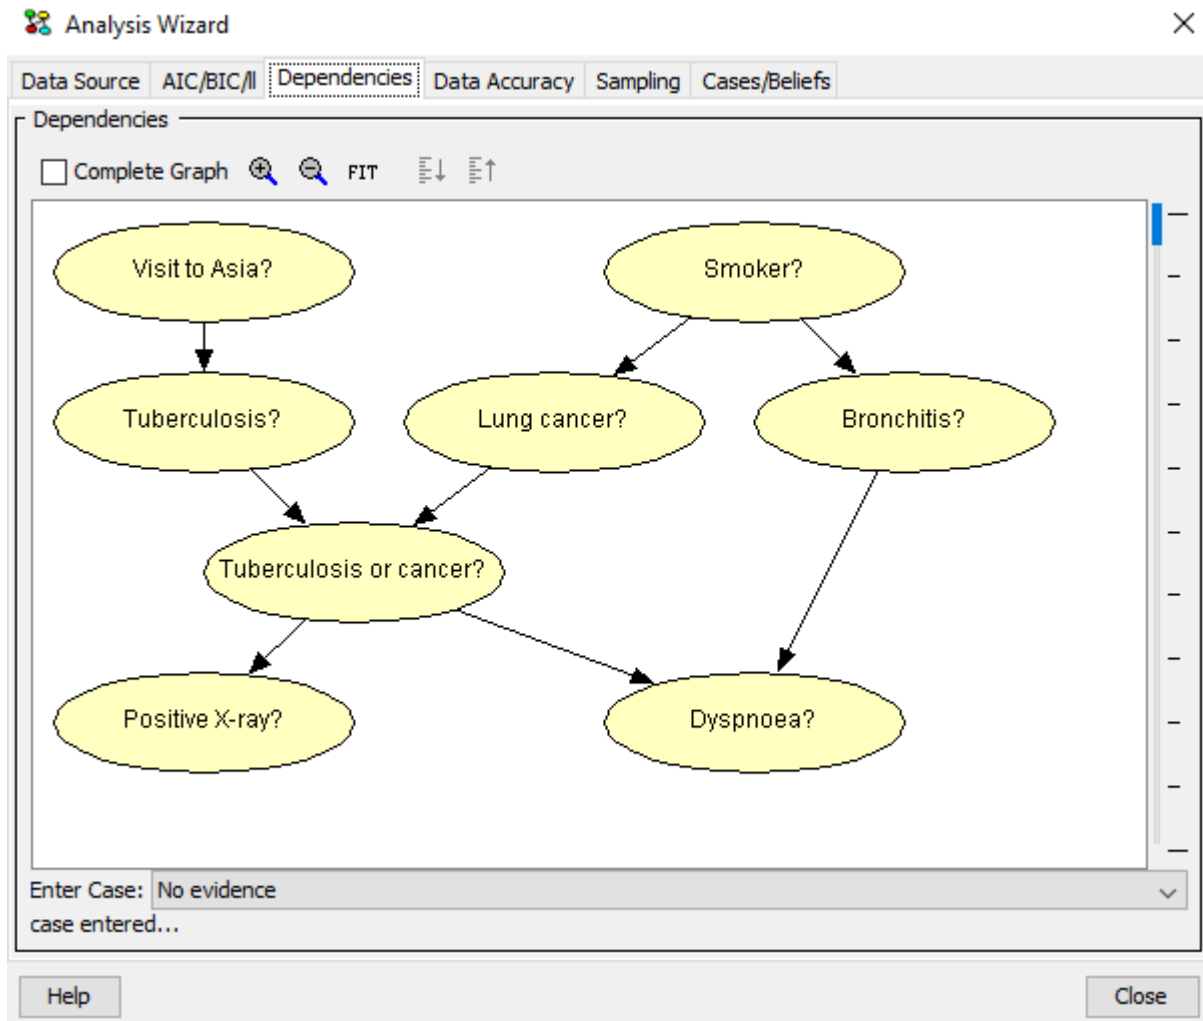 Analysis Wizard
Data Source AIC/BIC/ll Dependencies Data Accuracy Sampling Cases/Beliefs
Dependencies
Complete Graph FIT
Visit to Asia? Smoker?
Tuberculosis? Lung cancer? Bronchitis?
Tuberculosis or cancer?
Positive X-ray? Dyspnoea?
Enter Case: No evidence
case entered...
Help Close